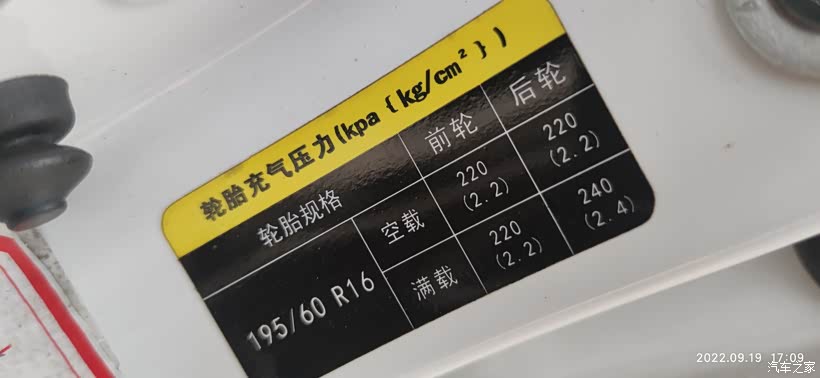 轮胎充气压力(kpa{kg/cm²})
轮胎规格 前轮 后轮
195/60 R16
空载 220 (2.2) 220 (2.2)
满载 220 (2.2) 240 (2.4)
2022.09.19 17:09
汽车之家